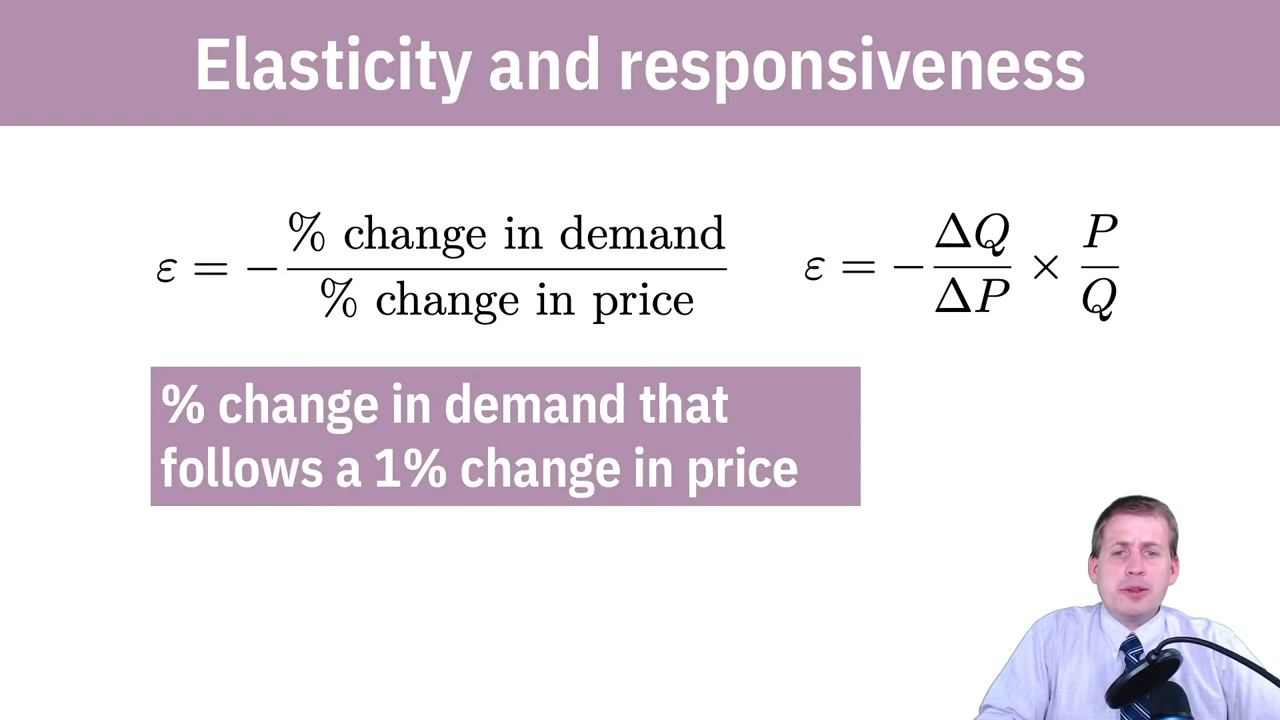 Elasticity and responsiveness
ε = − % change in demand / % change in price
ε = − ΔQ / ΔP × P / Q
% change in demand that
follows a 1% change in price